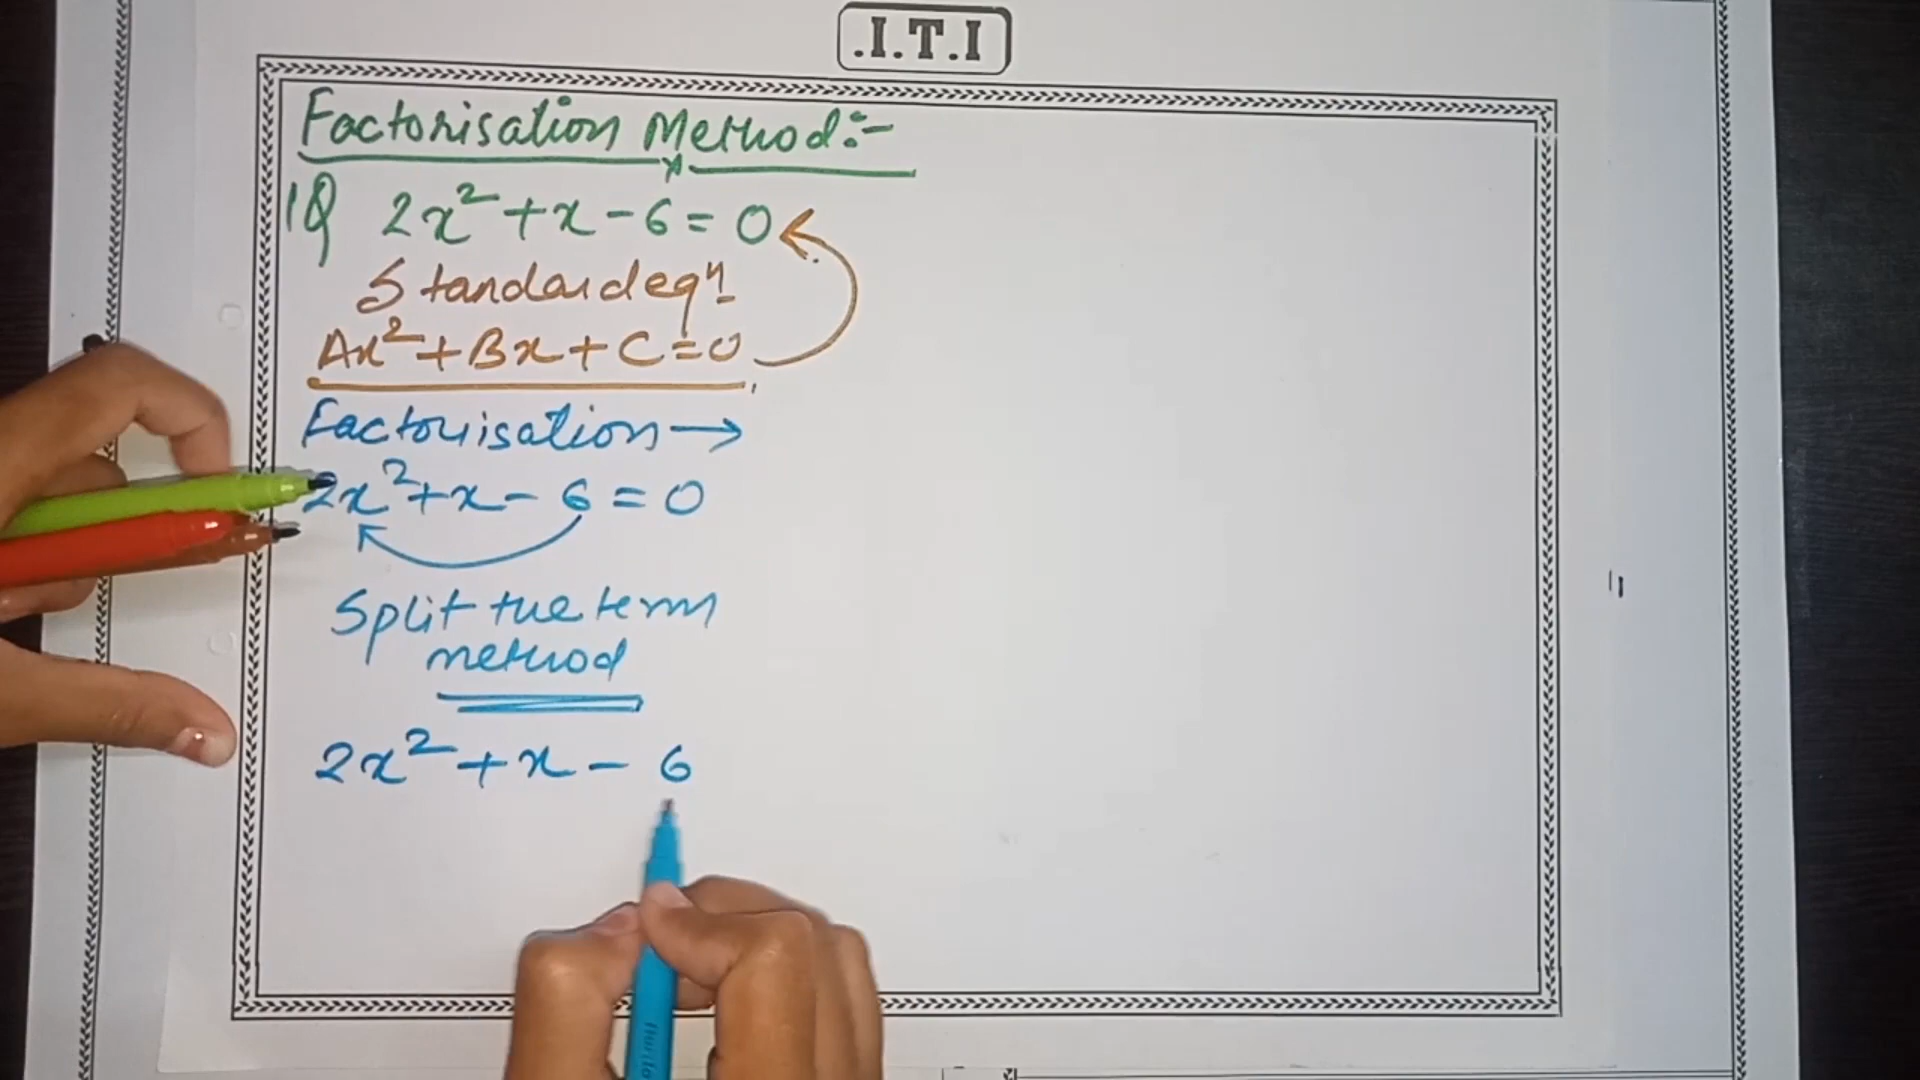 .I.T.I
Factorisation Method:-
1Q 2x² + x - 6 = 0
Standard eqn.
Ax² + Bx + C = 0
Factorisation →
2x² + x - 6 = 0
Split the term
method
2x² + x - 6